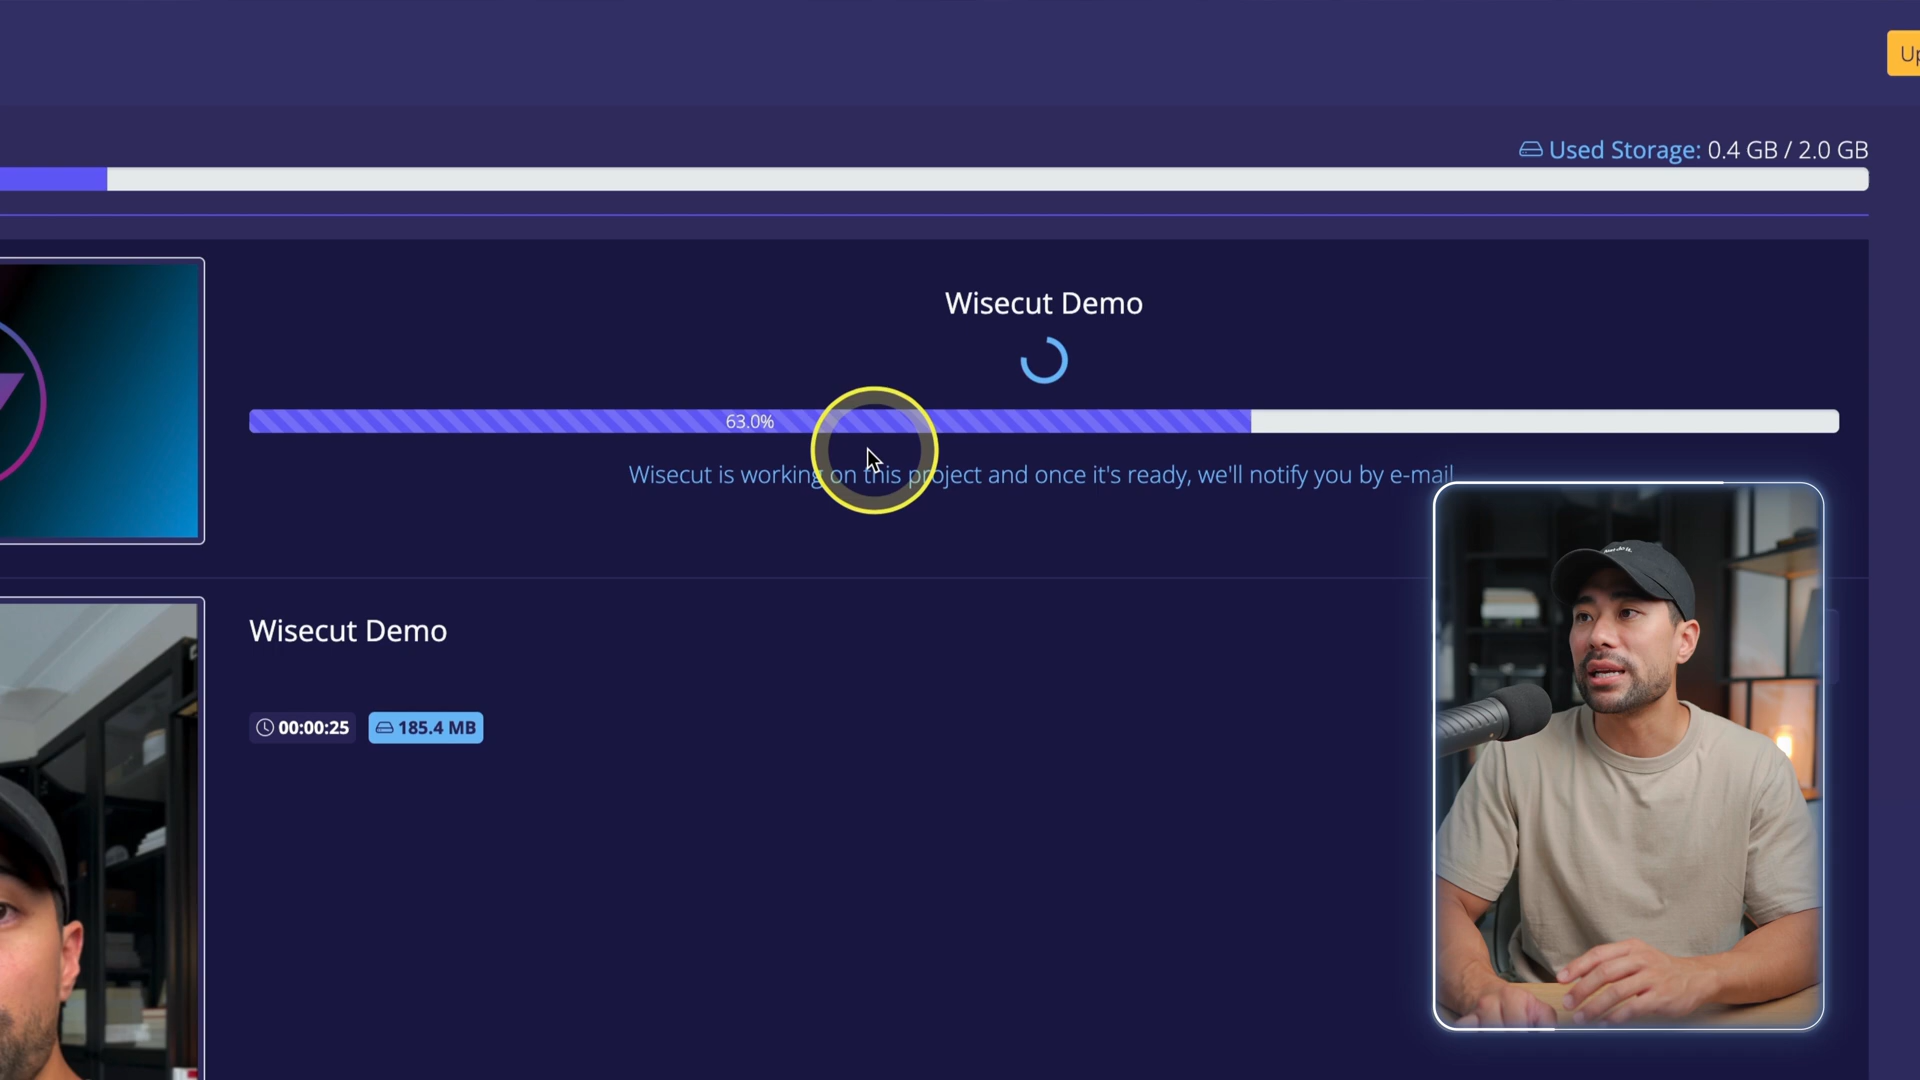 Up
Used Storage: 0.4 GB / 2.0 GB
Wisecut Demo
63.0%
Wisecut is working on this project and once it's ready, we'll notify you by e-mail
Wisecut Demo
00:00:25 185.4 MB